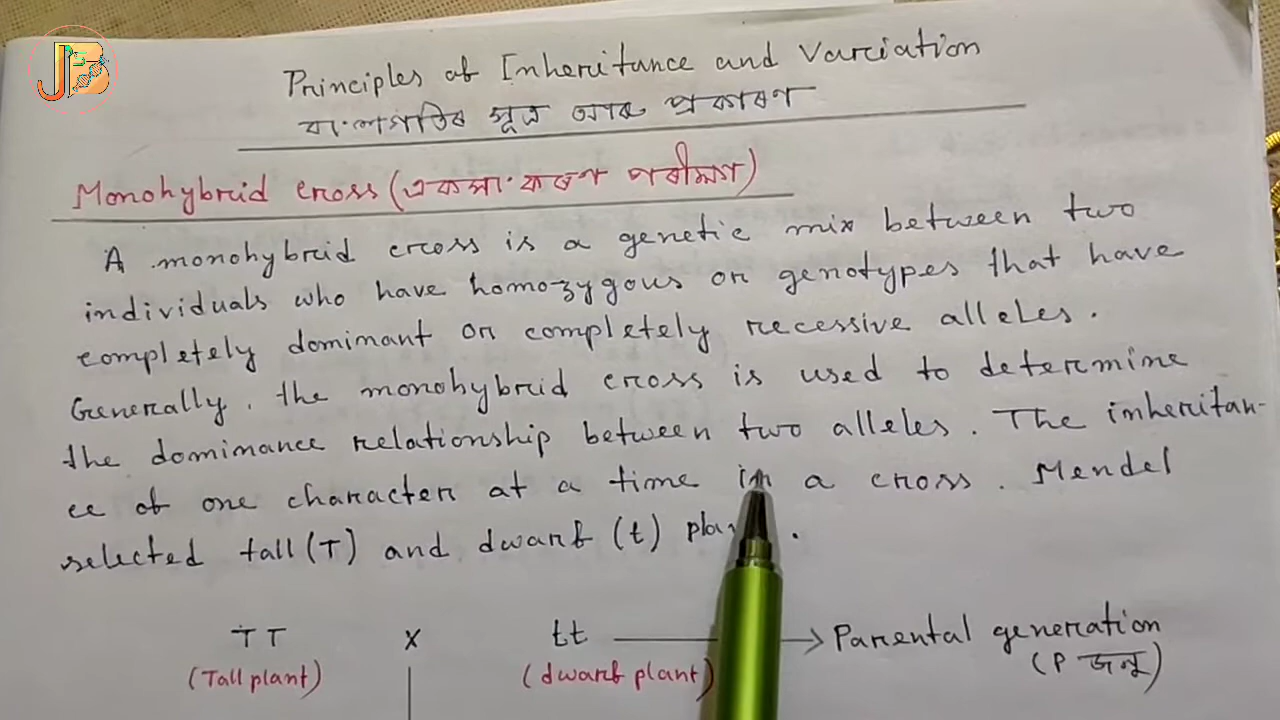 JB
Principles of Inheritance and Variation
বংশগতিৰ সূত্ৰ আৰু প্ৰকাৰণ
Monohybrid cross (একসংকৰণ পৰীক্ষা)
A monohybrid cross is a genetic mix between two
individuals who have homozygous or genotypes that have
completely dominant or completely recessive alleles.
Generally, the monohybrid cross is used to determine
the dominance relationship between two alleles. The inheritan-
ce of one character at a time in a cross. Mendel
selected tall (T) and dwarf (t)
TT x tt → Parental generation
(Tall plant) (dwarf plant) (P জনু)